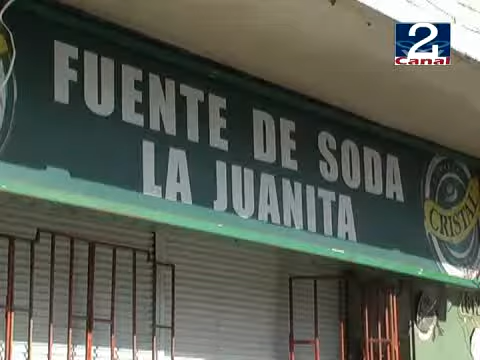 2
Canal
FUENTE DE SODA
LA JUANITA
CRISTAL